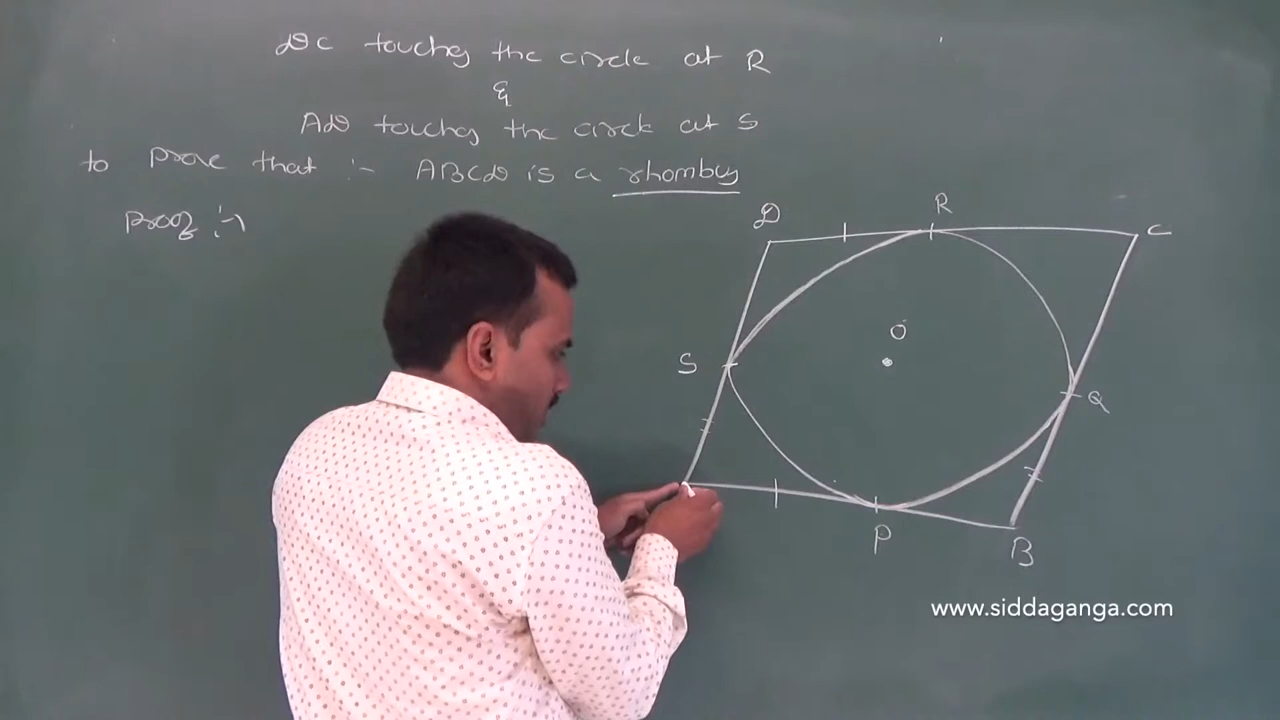 DC touches the circle at R
&
AD touches the circle at S
to prove that :- ABCD is a rhombus
Proof :-
D
R
C
O
S
Q
P
B
www.siddaganga.com